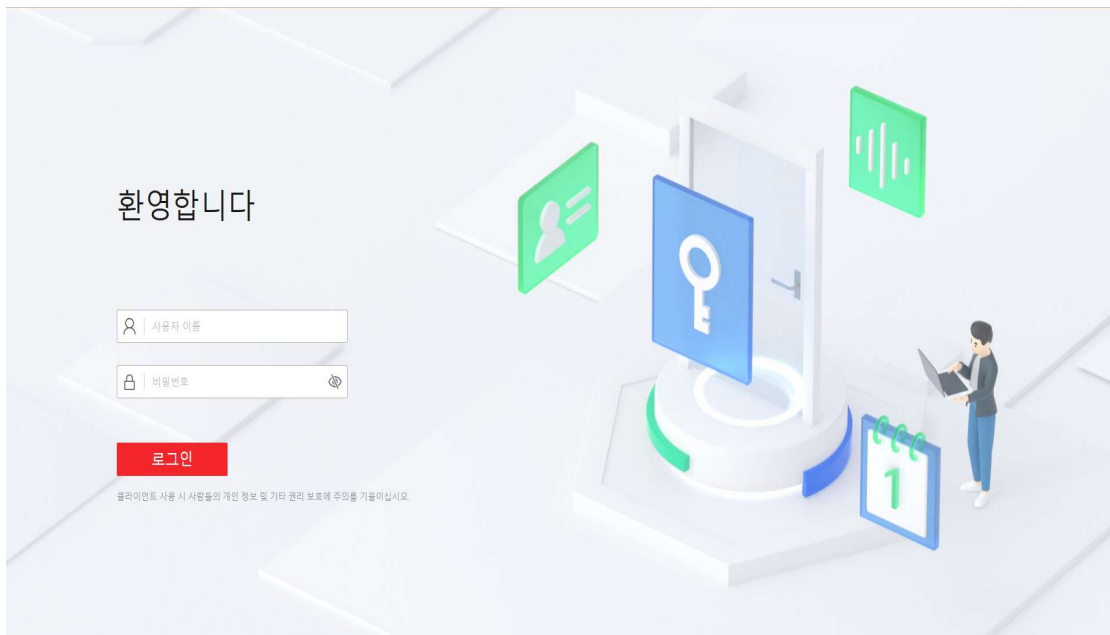 환영합니다
사용자 이름
비밀번호
로그인
클라이언트 사용 시 사람들의 개인 정보 및 기타 권리 보호에 주의를 기울이십시오.
1